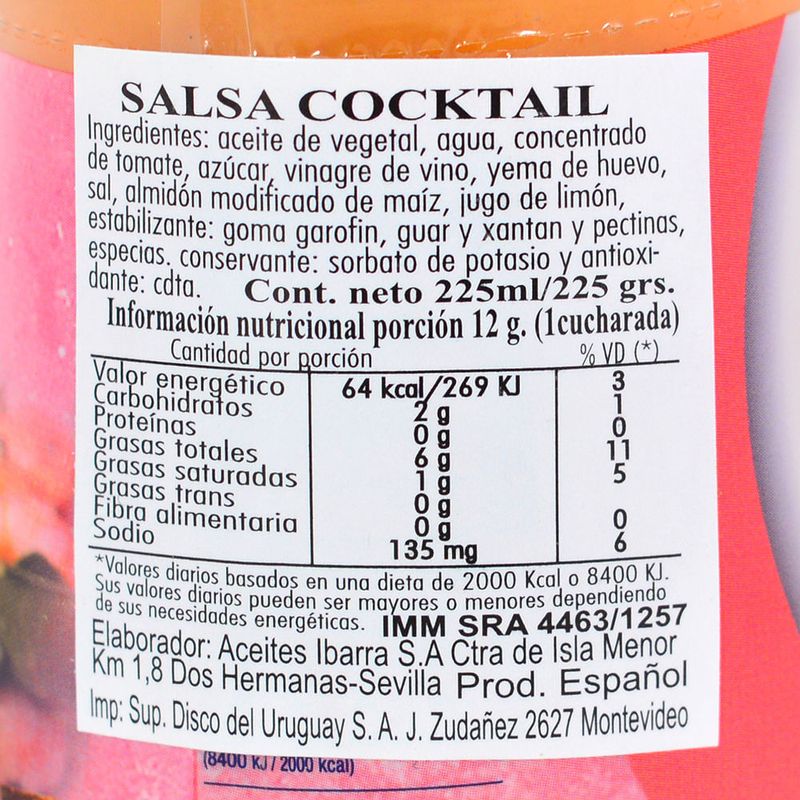 SALSA COCKTAIL
Ingredientes: aceite de vegetal, agua, concentrado
de tomate, azúcar, vinagre de vino, yema de huevo,
sal, almidón modificado de maíz, jugo de limón,
estabilizante: goma garofin, guar y xantan y pectinas,
especias. conservante: sorbato de potasio y antioxi-
dante: cdta. Cont. neto 225ml/225 grs.
Información nutricional porción 12 g. (1cucharada)
Cantidad por porción % VD (*)
Valor energético 64 kcal/269 KJ 3
Carbohidratos 2 g 1
Proteínas 0 g 0
Grasas totales 6 g 11
Grasas saturadas 1 g 5
Grasas trans 0 g
Fibra alimentaria 0 g 0
Sodio 135 mg 6
*Valores diarios basados en una dieta de 2000 Kcal o 8400 KJ.
Sus valores diarios pueden ser mayores o menores dependiendo
de sus necesidades energéticas. IMM SRA 4463/1257
Elaborador: Aceites Ibarra S.A Ctra de Isla Menor
Km 1,8 Dos Hermanas-Sevilla Prod. Español
Imp: Sup. Disco del Uruguay S. A. J. Zudañez 2627 Montevideo
(8400 KJ / 2000 kcal)